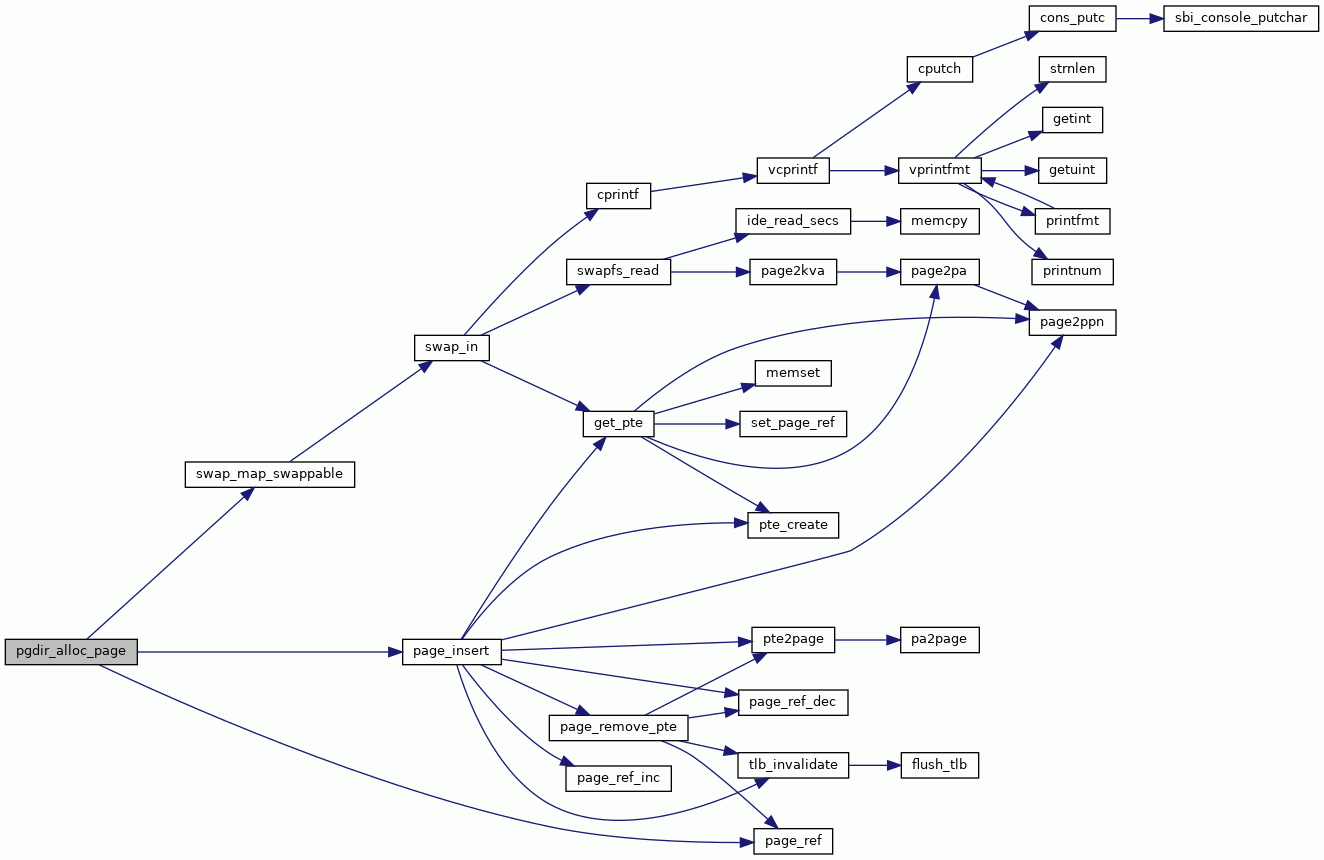 cons_putc
sbi_console_putchar
cputch
strnlen
getint
vcprintf
vprintfmt
getuint
cprintf
ide_read_secs
memcpy
printfmt
swapfs_read
page2kva
page2pa
printnum
page2ppn
swap_in
memset
get_pte
set_page_ref
swap_map_swappable
pte_create
pgdir_alloc_page
page_insert
pte2page
pa2page
page_ref_dec
page_remove_pte
tlb_invalidate
flush_tlb
page_ref_inc
page_ref